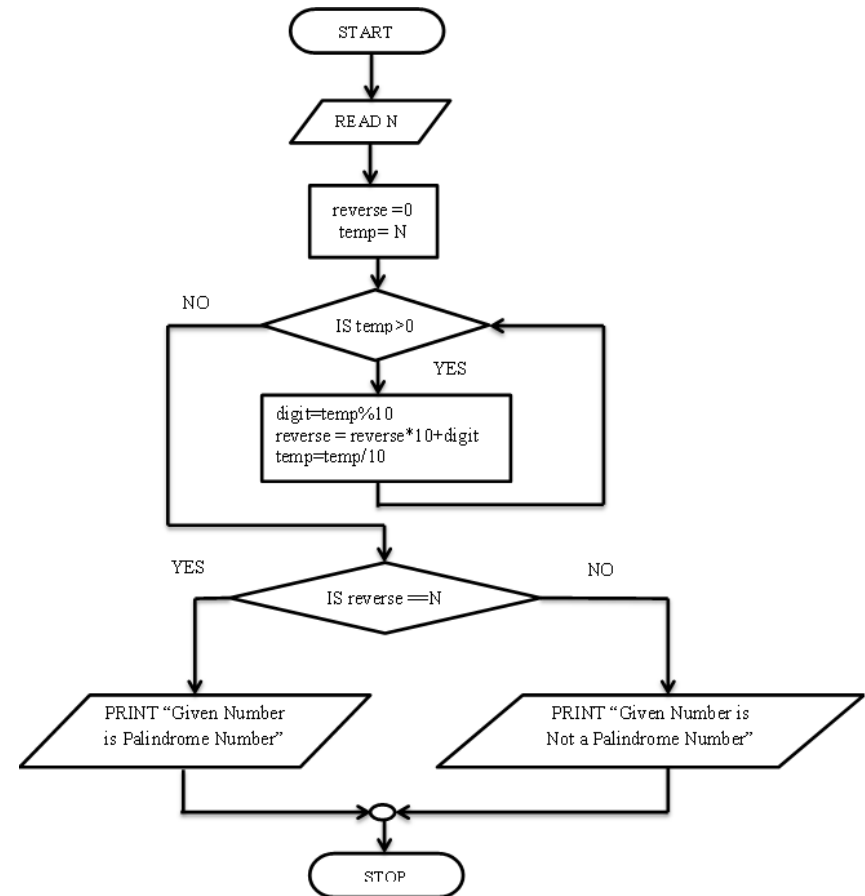 START
READ N
reverse =0
temp= N
NO
IS temp>0
YES
digit=temp%10
reverse = reverse*10+digit
temp=temp/10
YES
NO
IS reverse ==N
PRINT “Given Number
is Palindrome Number”
PRINT “Given Number is
Not a Palindrome Number”
STOP